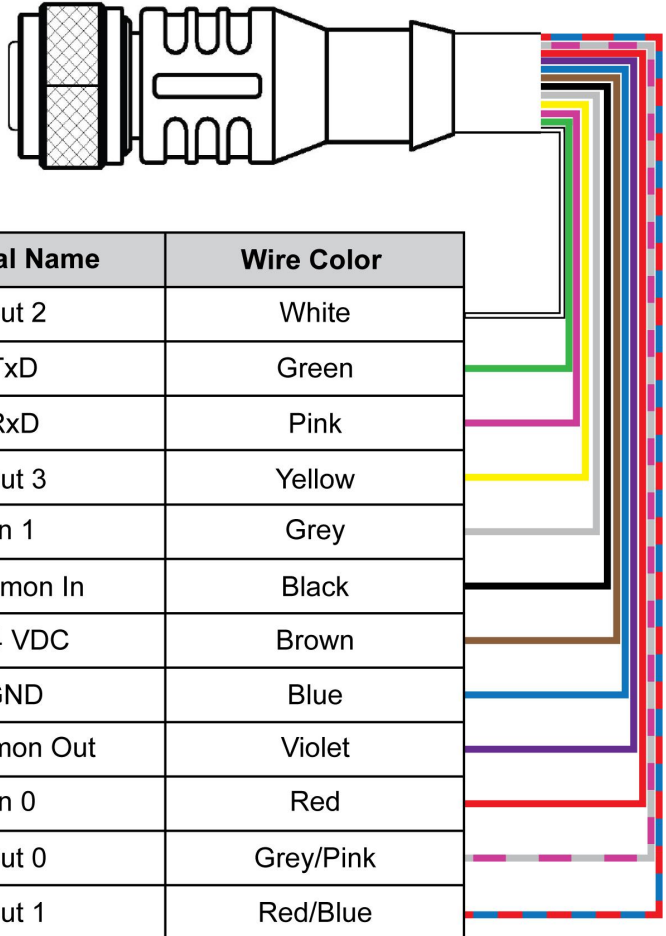 al Name Wire Color
ut 2 White
TxD Green
RxD Pink
ut 3 Yellow
n 1 Grey
mon In Black
VDC Brown
GND Blue
mon Out Violet
n 0 Red
ut 0 Grey/Pink
ut 1 Red/Blue